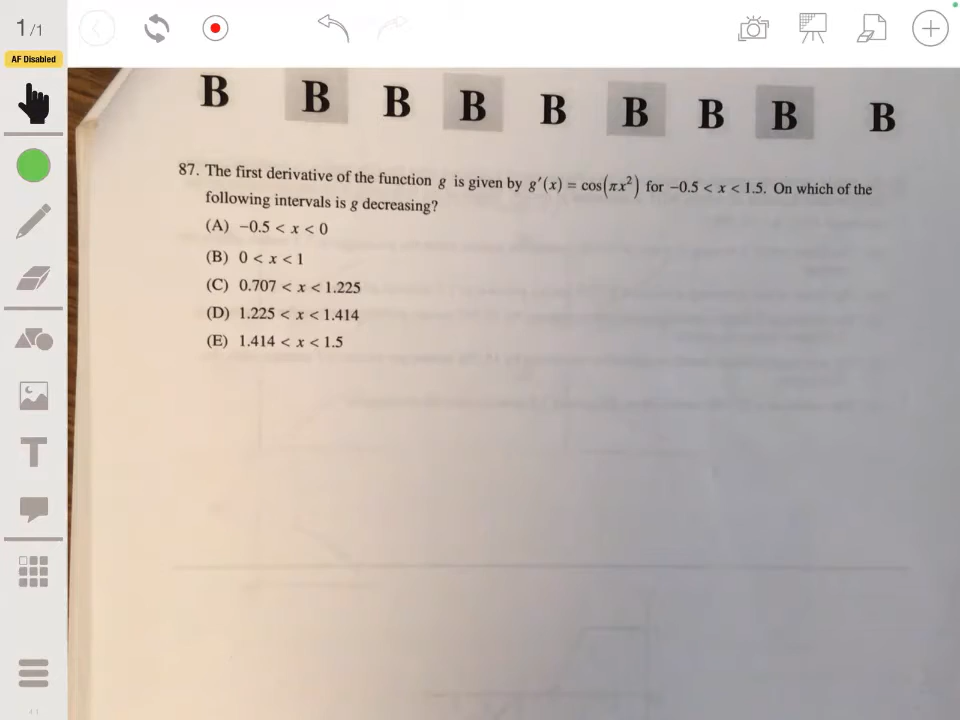 1/1
AF Disabled
B B B B B B B B B
87. The first derivative of the function g is given by g′(x) = cos(πx²) for −0.5 < x < 1.5. On which of the
following intervals is g decreasing?
(A) −0.5 < x < 0
(B) 0 < x < 1
(C) 0.707 < x < 1.225
(D) 1.225 < x < 1.414
(E) 1.414 < x < 1.5
T